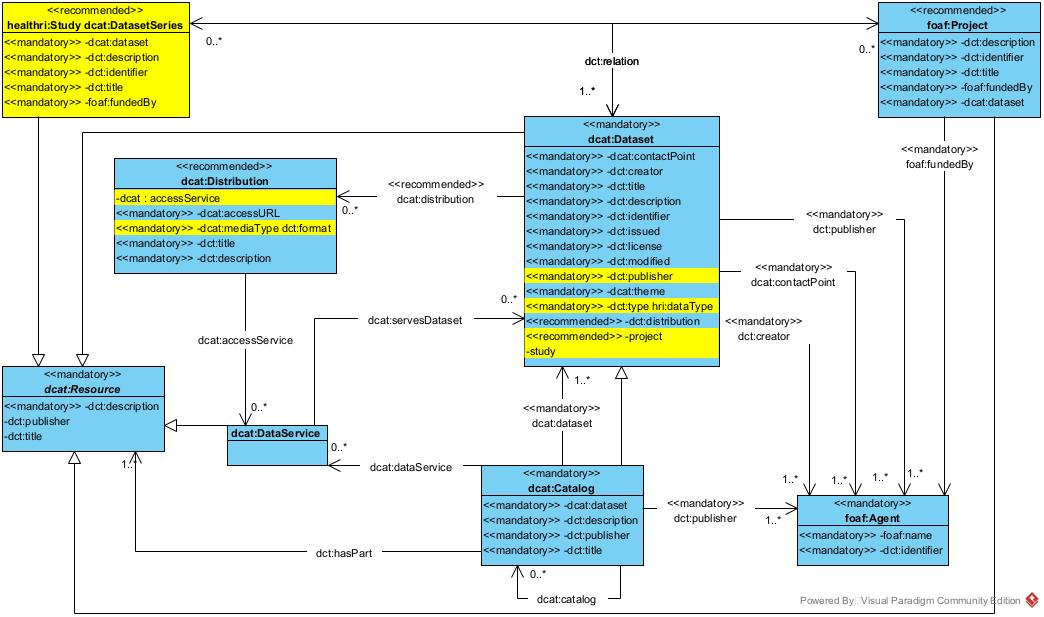 <<recommended>>
healthri:Study dcat:DatasetSeries
<<mandatory>> -dcat:dataset
<<mandatory>> -dct:description
<<mandatory>> -dct:identifier
<<mandatory>> -dct:title
<<mandatory>> -foaf:fundedBy
0..*
dct:relation
1..*
0..*
<<recommended>>
foaf:Project
<<mandatory>> -dct:description
<<mandatory>> -dct:identifier
<<mandatory>> -dct:title
<<mandatory>> -foaf:fundedBy
<<mandatory>> -dcat:dataset
<<mandatory>>
foaf:fundedBy
<<mandatory>>
dcat:Dataset
<<mandatory>> -dcat:contactPoint
<<mandatory>> -dct:creator
<<mandatory>> -dct:title
<<mandatory>> -dct:description
<<mandatory>> -dct:identifier
<<mandatory>> -dct:issued
<<mandatory>> -dct:license
<<mandatory>> -dct:modified
<<mandatory>> -dct:publisher
<<mandatory>> -dcat:theme
<<mandatory>> -dct:type hri:dataType
<<recommended>> -dct:distribution
<<recommended>> -project
-study
<<recommended>>
dcat:Distribution
-dcat : accessService
<<mandatory>> -dcat:accessURL
<<mandatory>> -dcat:mediaType dct:format
<<mandatory>> -dct:title
<<mandatory>> -dct:description
<<recommended>>
dcat:distribution
0..*
<<mandatory>>
dct:publisher
<<mandatory>>
dcat:contactPoint
<<mandatory>>
dct:creator
0..*
dcat:servesDataset
dcat:accessService
0..*
<<mandatory>>
dcat:Resource
<<mandatory>> -dct:description
-dct:publisher
-dct:title
1..*
dcat:DataService
0..*
dcat:dataService
1..*
<<mandatory>>
dcat:dataset
<<mandatory>>
dcat:Catalog
<<mandatory>> -dcat:dataset
<<mandatory>> -dct:description
<<mandatory>> -dct:publisher
<<mandatory>> -dct:title
<<mandatory>>
dct:publisher
1..*
1..*
1..*
1..*
1..*
<<mandatory>>
foaf:Agent
<<mandatory>> -foaf:name
<<mandatory>> -dct:identifier
dct:hasPart
0..*
dcat:catalog
Powered By Visual Paradigm Community Edition